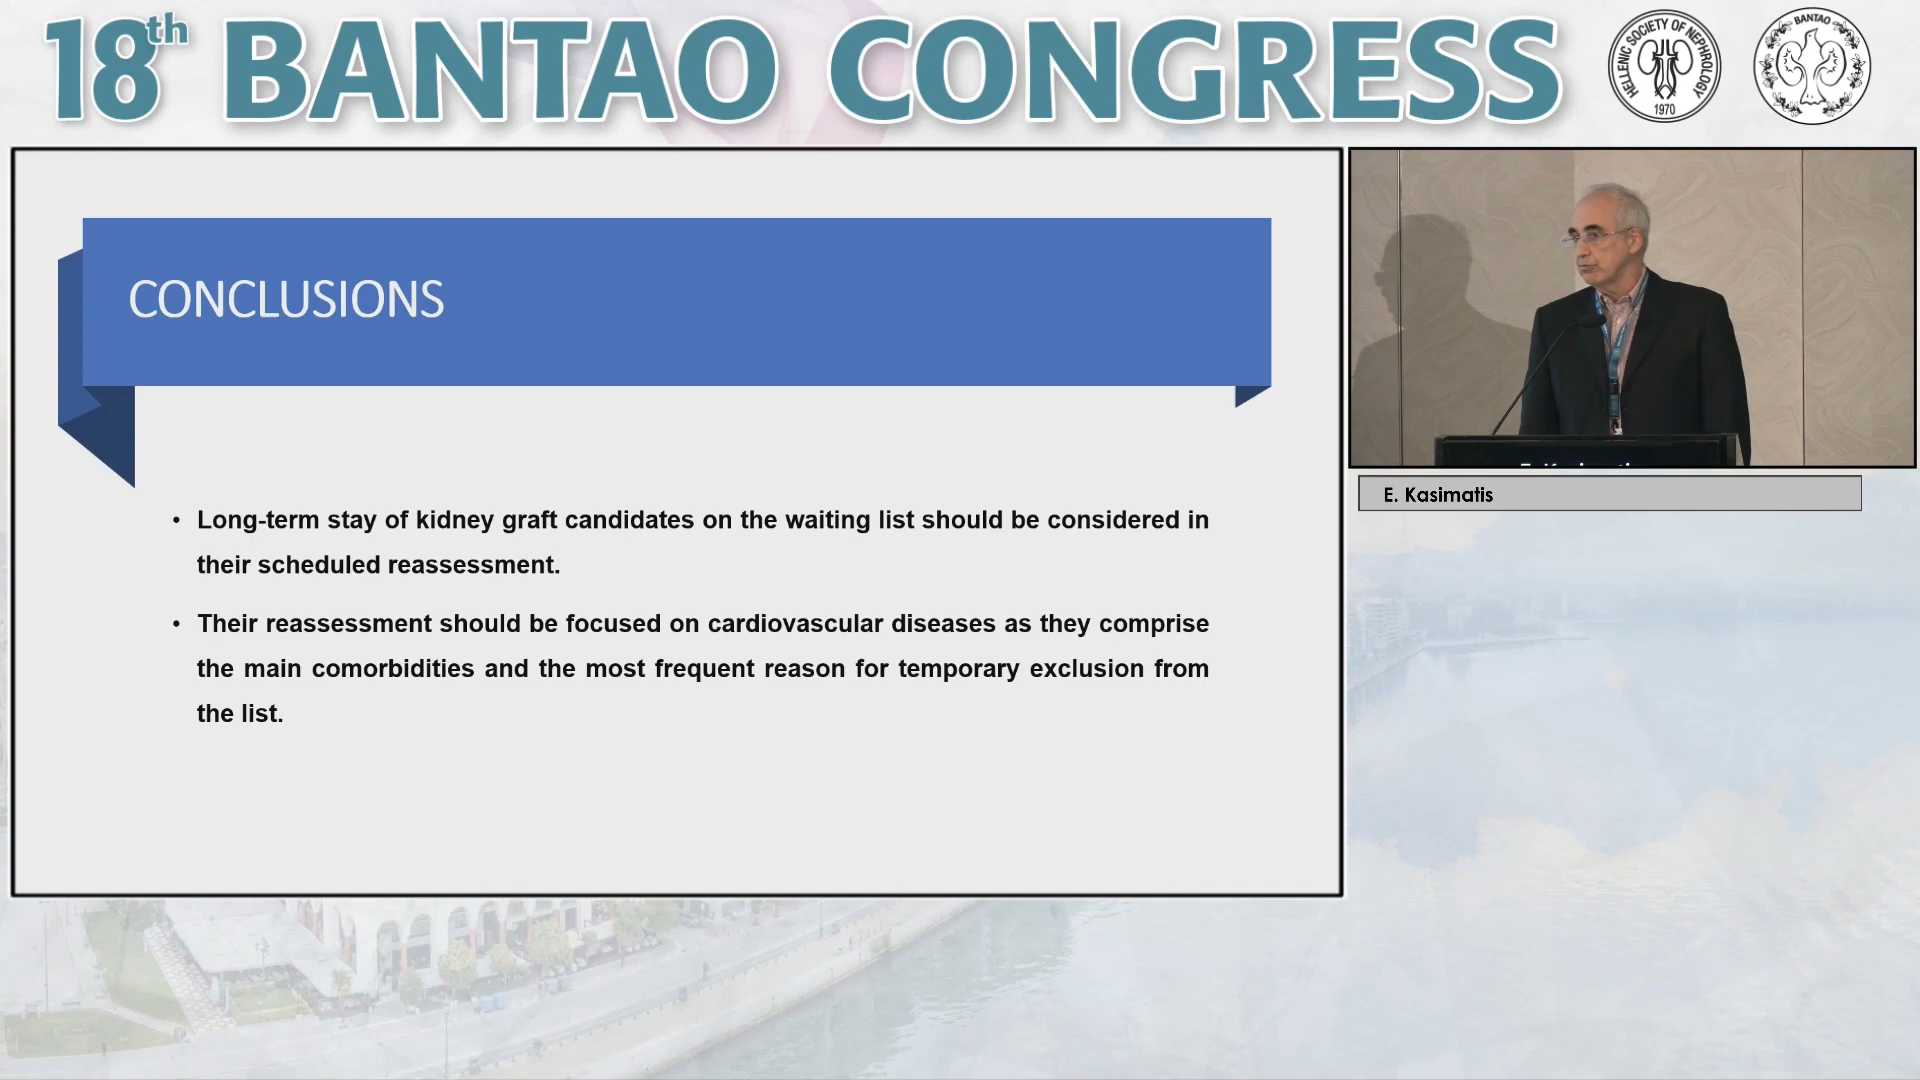 18th BANTAO CONGRESS
HELLENIC SOCIETY OF NEPHROLOGY
1970
BANTAO
CONCLUSIONS
• Long-term stay of kidney graft candidates on the waiting list should be considered in
their scheduled reassessment.
• Their reassessment should be focused on cardiovascular diseases as they comprise
the main comorbidities and the most frequent reason for temporary exclusion from
the list.
E. Kasimatis